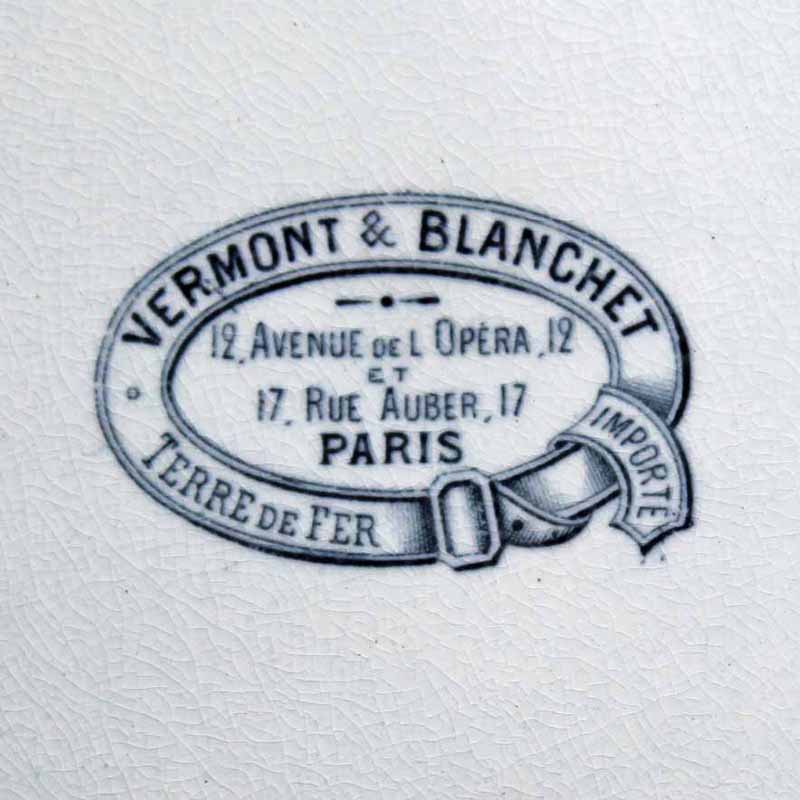 VERMONT & BLANCHET
12, AVENUE DE L OPÉRA, 12
ET
17, RUE AUBER, 17
PARIS
TERRE DE FER
IMPORTÉ